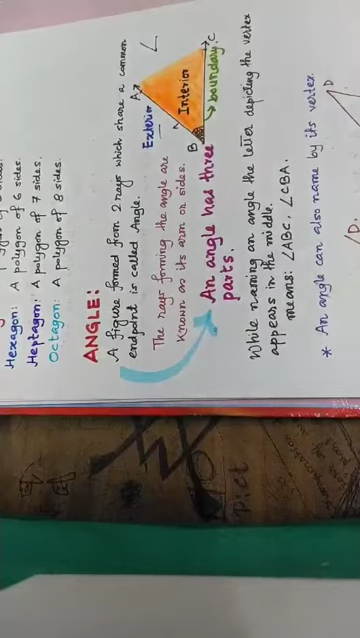 Hexagon: A polygon of 6 sides.
Heptagon: A polygon of 7 sides.
Octagon: A polygon of 8 sides.
ANGLE:
A figure formed from 2 rays which share a common
endpoint is called Angle.
The rays forming the angle are
known as its arm or sides.
A
Exterior
Interior
B
C
boundary
An angle has three
parts.
While naming an angle the letter depicting the vertex
appears in the middle.
means: ∠ABC, ∠CBA.
* An angle can also name by its vertex.
D